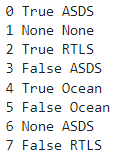 0 True ASDS
1 None None
2 True RTLS
3 False ASDS
4 True Ocean
5 False Ocean
6 None ASDS
7 False RTLS